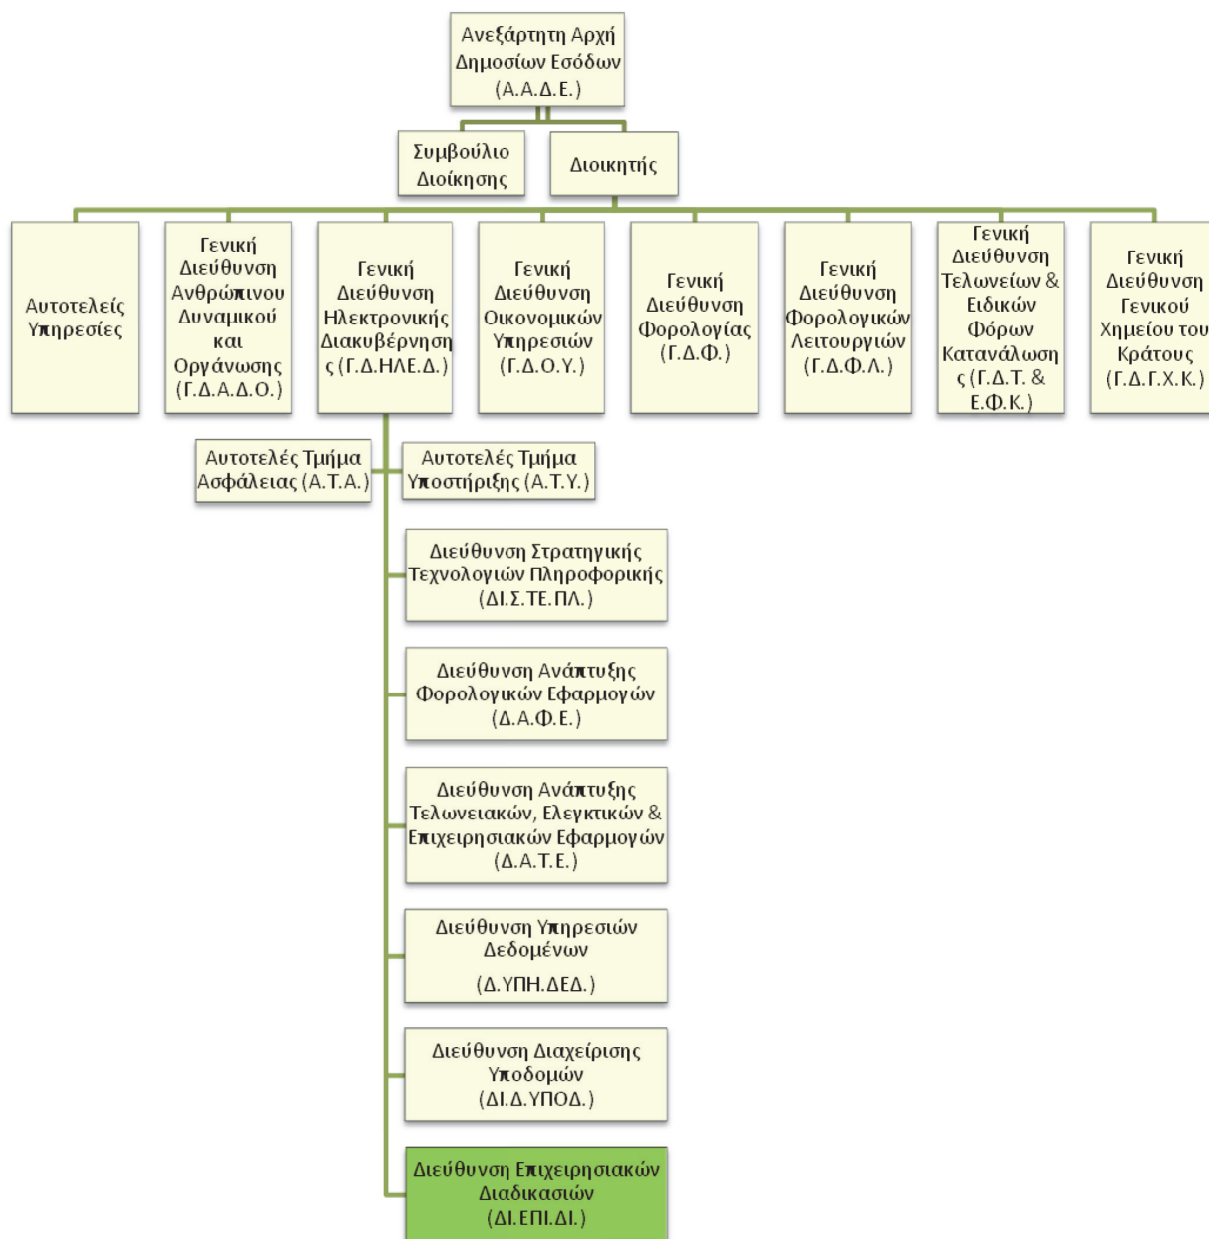 Ανεξάρτητη Αρχή
Δημοσίων Εσόδων
(Α.Α.Δ.Ε.)
Συμβούλιο
Διοίκησης
Διοικητής
Αυτοτελείς
Υπηρεσίες
Γενική
Διεύθυνση
Ανθρώπινου
Δυναμικού
και
Οργάνωσης
(Γ.Δ.Α.Δ.Ο.)
Γενική
Διεύθυνση
Ηλεκτρονικής
Διακυβέρνηση
ς (Γ.Δ.ΗΛΕ.Δ.)
Γενική
Διεύθυνση
Οικονομικών
Υπηρεσιών
(Γ.Δ.Ο.Υ.)
Γενική
Διεύθυνση
Φορολογίας
(Γ.Δ.Φ.)
Γενική
Διεύθυνση
Φορολογικών
Λειτουργιών
(Γ.Δ.Φ.Λ.)
Γενική
Διεύθυνση
Τελωνείων &
Ειδικών
Φόρων
Κατανάλωση
ς (Γ.Δ.Τ. &
Ε.Φ.Κ.)
Γενική
Διεύθυνση
Γενικού
Χημείου του
Κράτους
(Γ.Δ.Γ.Χ.Κ.)
Αυτοτελές Τμήμα
Ασφάλειας (Α.Τ.Α.)
Αυτοτελές Τμήμα
Υποστήριξης (Α.Τ.Υ.)
Διεύθυνση Στρατηγικής
Τεχνολογιών Πληροφορικής
(ΔΙ.Σ.ΤΕ.ΠΛ.)
Διεύθυνση Ανάπτυξης
Φορολογικών Εφαρμογών
(Δ.Α.Φ.Ε.)
Διεύθυνση Ανάπτυξης
Τελωνειακών, Ελεγκτικών &
Επιχειρησιακών Εφαρμογών
(Δ.Α.Τ.Ε.)
Διεύθυνση Υπηρεσιών
Δεδομένων
(Δ.ΥΠΗ.ΔΕΔ.)
Διεύθυνση Διαχείρισης
Υποδομών
(ΔΙ.Δ.ΥΠΟΔ.)
Διεύθυνση Επιχειρησιακών
Διαδικασιών
(ΔΙ.ΕΠΙ.ΔΙ.)